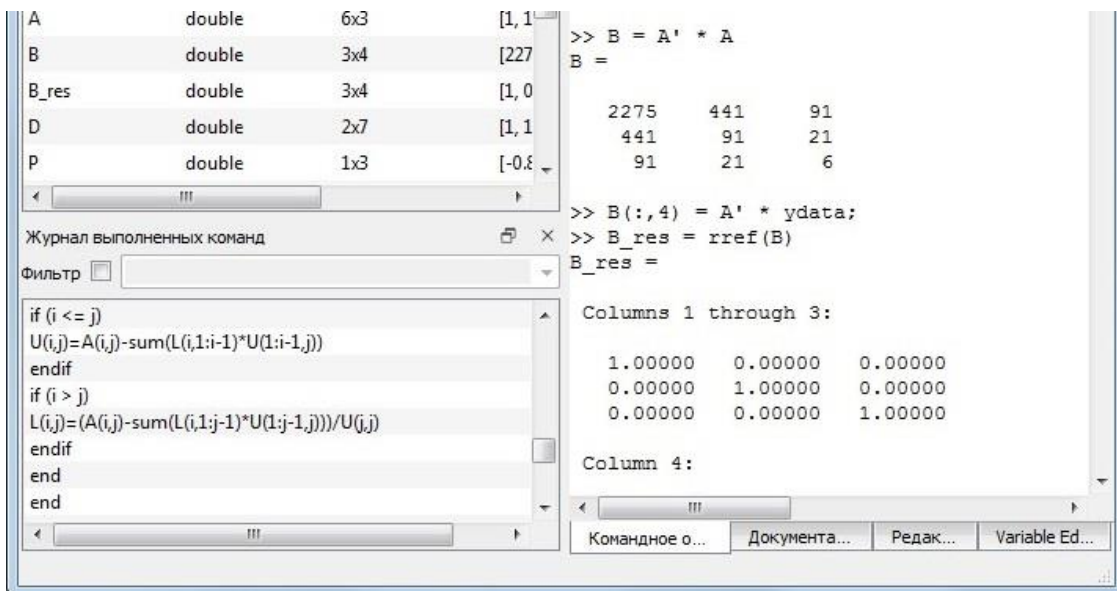 A double 6x3 [1, 1
B double 3x4 [227
B_res double 3x4 [1, 0
D double 2x7 [1, 1
P double 1x3 [-0.8
Журнал выполненных команд
Фильтр
if (i <= j)
U(i,j)=A(i,j)-sum(L(i,1:i-1)*U(1:i-1,j))
endif
if (i > j)
L(i,j)=(A(i,j)-sum(L(i,1:j-1)*U(1:j-1,j)))/U(j,j)
endif
end
end
>> B = A' * A
B =
2275 441 91
441 91 21
91 21 6
>> B(:,4) = A' * ydata;
>> B_res = rref(B)
B_res =
Columns 1 through 3:
1.00000 0.00000 0.00000
0.00000 1.00000 0.00000
0.00000 0.00000 1.00000
Column 4:
Командное о... Документа... Редак... Variable Ed...